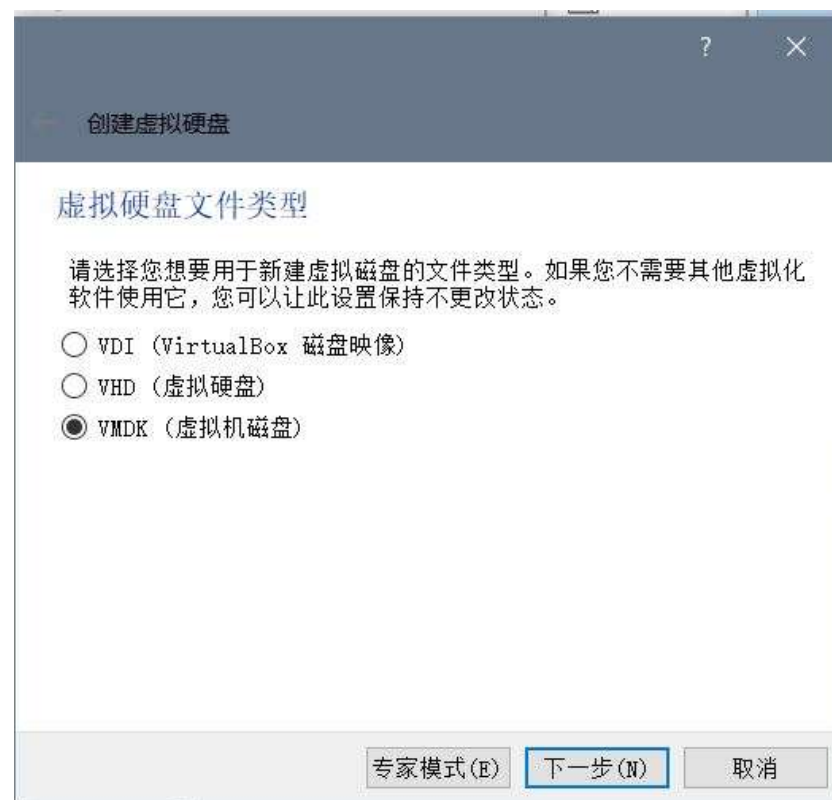 ?
创建虚拟硬盘
虚拟硬盘文件类型
请选择您想要用于新建虚拟磁盘的文件类型。如果您不需要其他虚拟化
软件使用它，您可以让此设置保持不更改状态。
VDI (VirtualBox 磁盘映像)
VHD (虚拟硬盘)
VMDK (虚拟机磁盘)
专家模式(E) 下一步(N) 取消